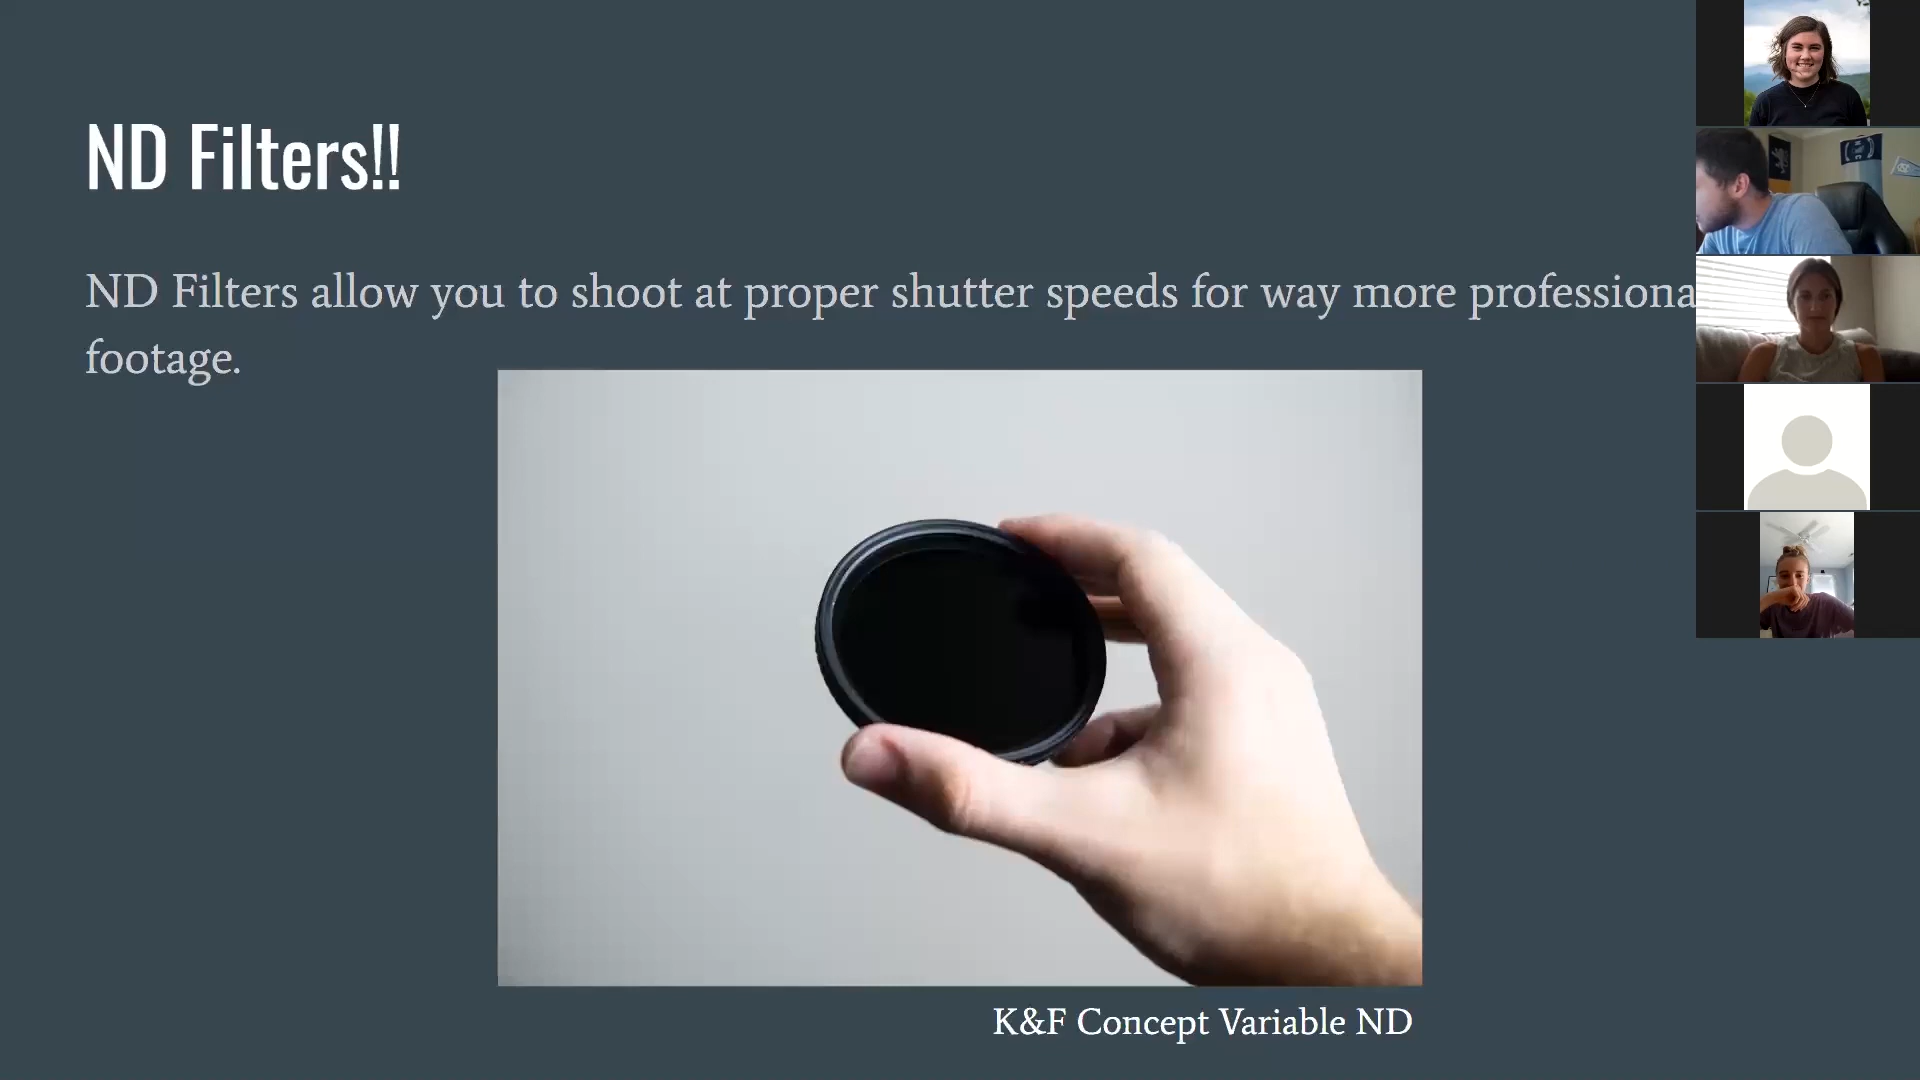 ND Filters!!
ND Filters allow you to shoot at proper shutter speeds for way more professiona
footage.
K&F Concept Variable ND